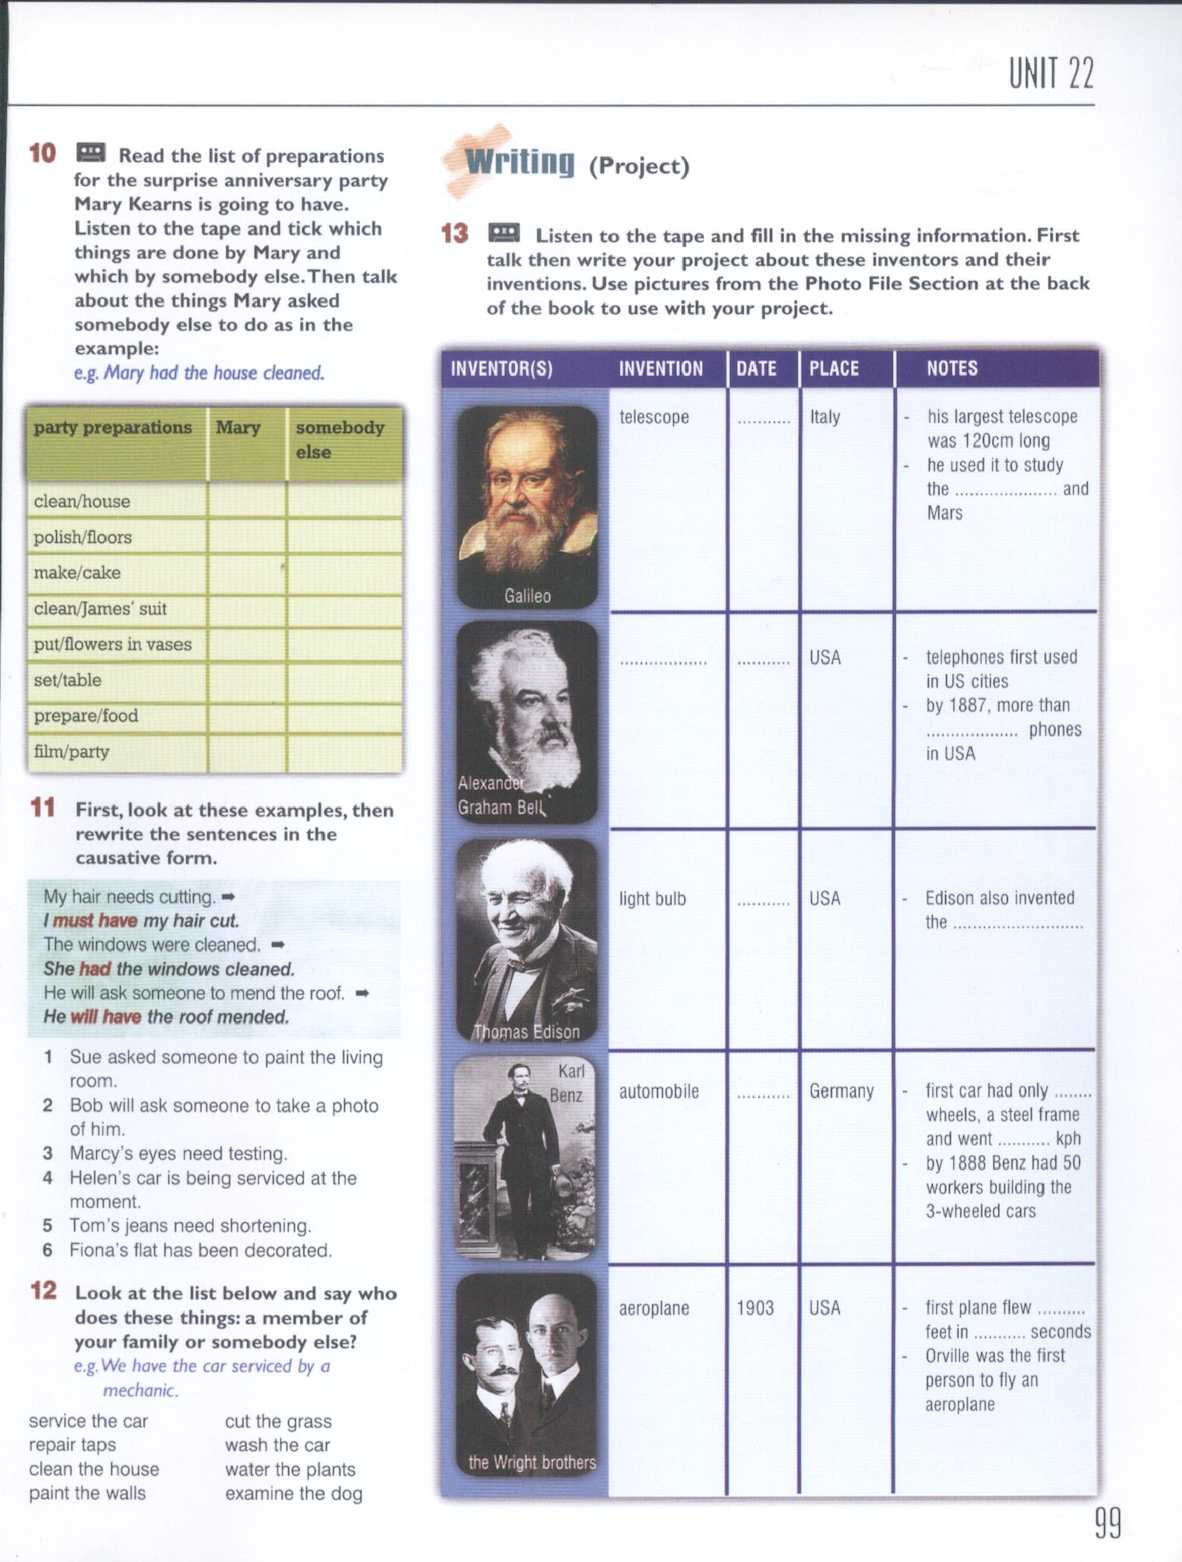 UNIT 22
10 Read the list of preparations
for the surprise anniversary party
Mary Kearns is going to have.
Listen to the tape and tick which
things are done by Mary and
which by somebody else. Then talk
about the things Mary asked
somebody else to do as in the
example:
e.g. Mary had the house cleaned.
party preparations Mary somebody
else
clean/house
polish/floors
make/cake
clean/James' suit
put/flowers in vases
set/table
prepare/food
film/party
11 First, look at these examples, then
rewrite the sentences in the
causative form.
My hair needs cutting. ➡
I must have my hair cut.
The windows were cleaned. ➡
She had the windows cleaned.
He will ask someone to mend the roof. ➡
He will have the roof mended.
1 Sue asked someone to paint the living
room.
2 Bob will ask someone to take a photo
of him.
3 Marcy's eyes need testing.
4 Helen's car is being serviced at the
moment.
5 Tom's jeans need shortening.
6 Fiona's flat has been decorated.
12 Look at the list below and say who
does these things: a member of
your family or somebody else?
e.g. We have the car serviced by a
mechanic.
service the car cut the grass
repair taps wash the car
clean the house water the plants
paint the walls examine the dog
Writing (Project)
13 Listen to the tape and fill in the missing information. First
talk then write your project about these inventors and their
inventions. Use pictures from the Photo File Section at the back
of the book to use with your project.
INVENTOR(S) INVENTION DATE PLACE NOTES
telescope ........... Italy - his largest telescope
was 120cm long
- he used it to study
the ..................... and
Mars
Galileo
.................. ........... USA - telephones first used
in US cities
- by 1887, more than
................... phones
in USA
Alexander
Graham Bell
light bulb ........... USA - Edison also invented
the ..........................
Thomas Edison
Karl
Benz
automobile ........... Germany - first car had only ........
wheels, a steel frame
and went ........... kph
- by 1888 Benz had 50
workers building the
3-wheeled cars
aeroplane 1903 USA - first plane flew ..........
feet in ........... seconds
- Orville was the first
person to fly an
aeroplane
the Wright brothers
99